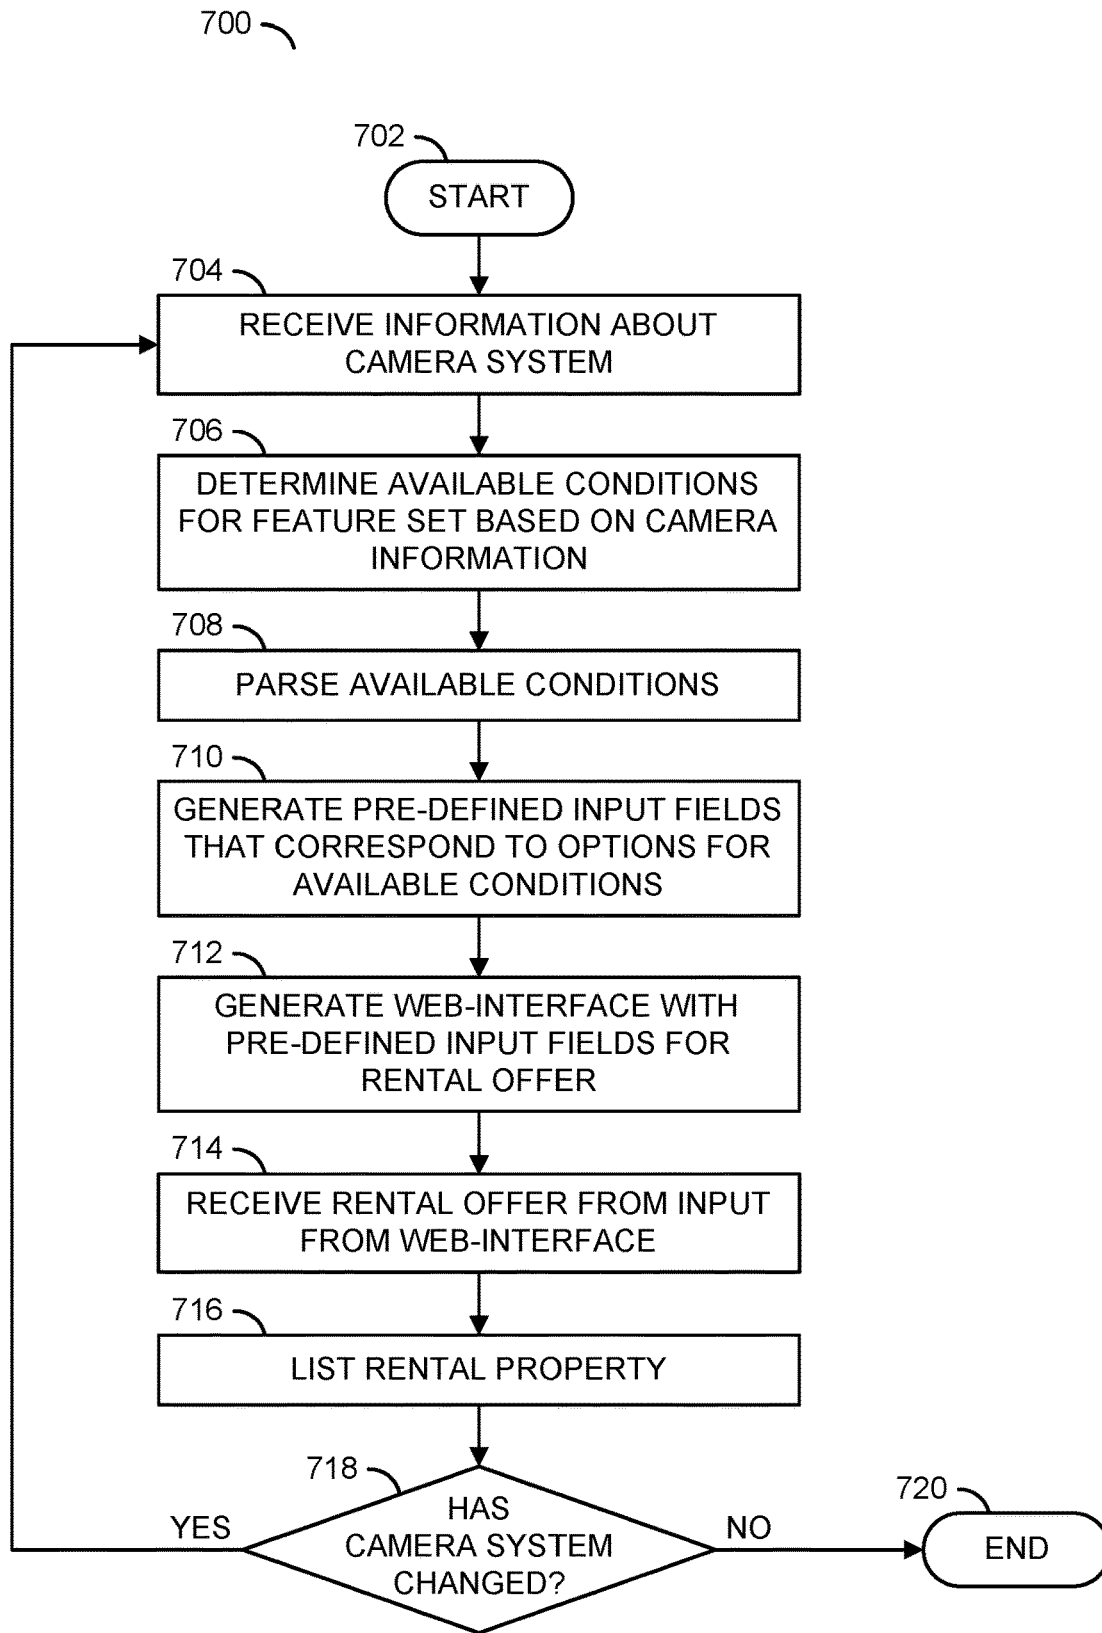 700
702
START
704
RECEIVE INFORMATION ABOUT
CAMERA SYSTEM
706
DETERMINE AVAILABLE CONDITIONS
FOR FEATURE SET BASED ON CAMERA
INFORMATION
708
PARSE AVAILABLE CONDITIONS
710
GENERATE PRE-DEFINED INPUT FIELDS
THAT CORRESPOND TO OPTIONS FOR
AVAILABLE CONDITIONS
712
GENERATE WEB-INTERFACE WITH
PRE-DEFINED INPUT FIELDS FOR
RENTAL OFFER
714
RECEIVE RENTAL OFFER FROM INPUT
FROM WEB-INTERFACE
716
LIST RENTAL PROPERTY
718
HAS
CAMERA SYSTEM
CHANGED?
YES
NO
720
END